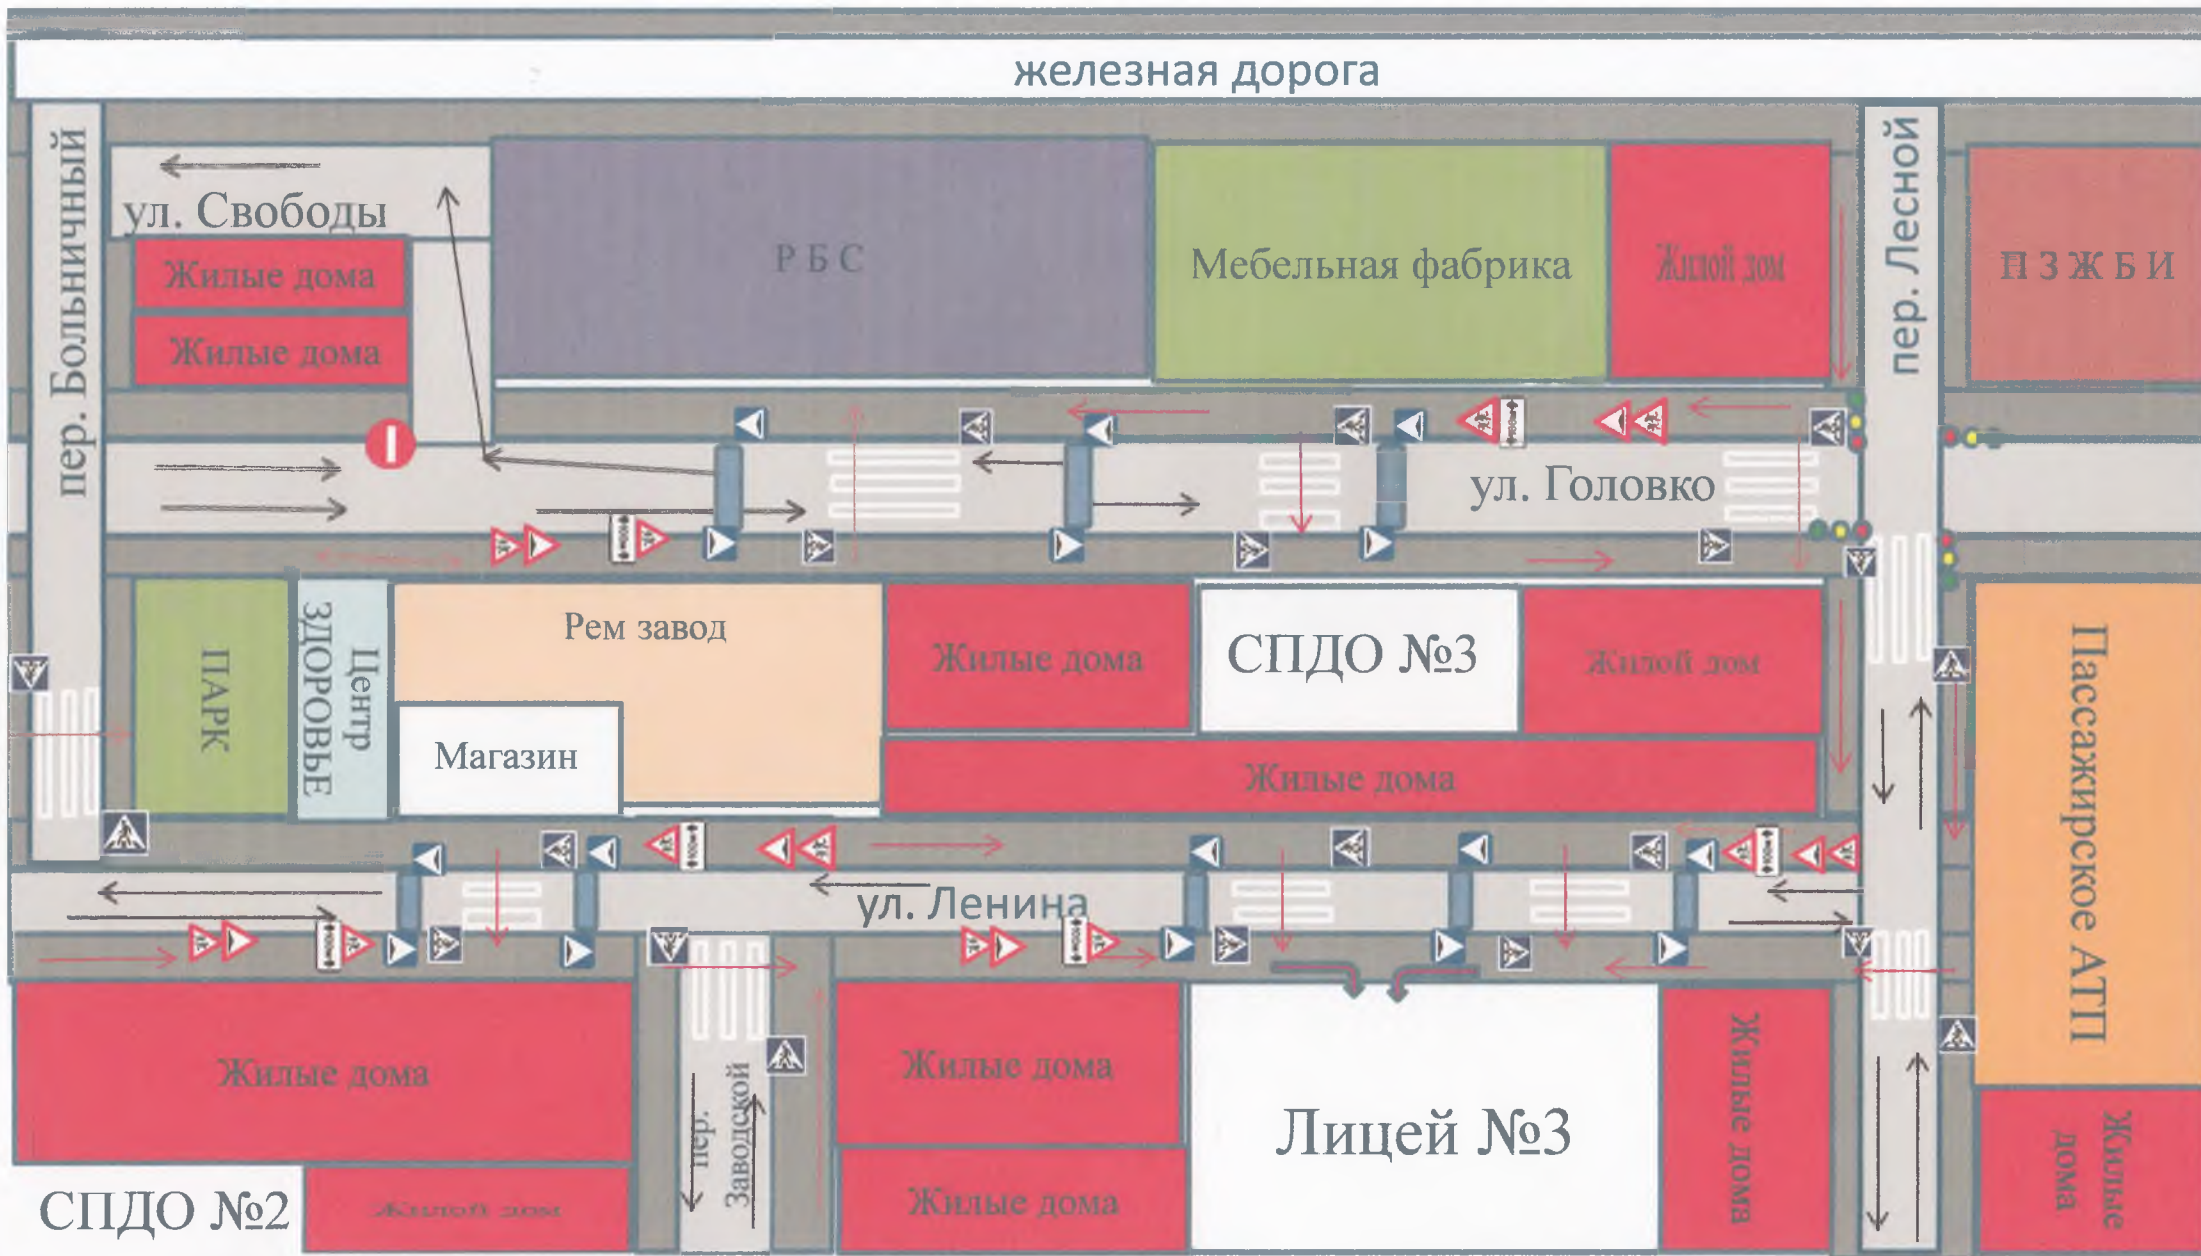 железная дорога
пер. Больничный
ул. Свободы
Жилые дома
Жилые дома
Р Б С
Мебельная фабрика
Жилой дом
пер. Лесной
П З Ж Б И
ул. Головко
ПАРК
Центр
ЗДОРОВЬЕ
Рем завод
Магазин
Жилые дома
СПДО №3
Жилой дом
Жилые дома
Пассажирское АТП
ул. Ленина
Жилые дома
СПДО №2
Жилой дом
пер.
Заводской
Жилые дома
Жилые дома
Лицей №3
Жилые дома
Жилые
дома